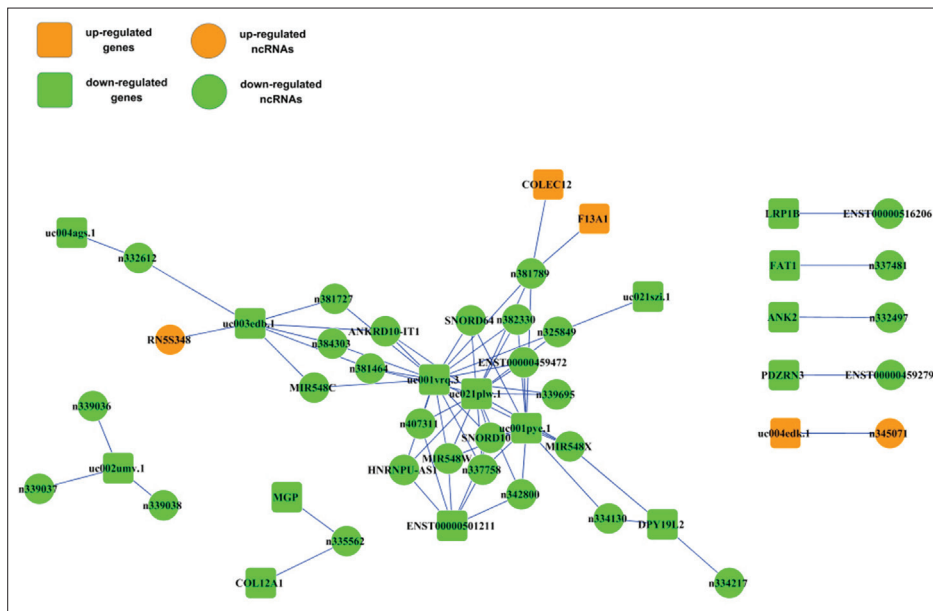 up-regulated
genes
up-regulated
ncRNAs
down-regulated
genes
down-regulated
ncRNAs
COLEC12
F13A1
LRP1B
ENST00000516206
uc004ags.1
n332612
FAT1
n337481
n381789
uc021szi.1
n381727
uc003edb.1
SNORD64
n382330
ANK2
n332497
ANKRD10-IT1
n325849
RN5S348
n384303
ENST00000459472
n381464
PDZRN3
ENST00000459279
uc001vrq.3
MIR548C
uc021plw.1
n339695
n339036
n407311
uc001pyc.1
uc004edk.1
n345071
SNORD10
MIR548X
uc002umv.1
MIR548W
HNRNPU-AS1
n337758
n339037
n339038
MGP
n342800
n334130
DPY19L2
ENST00000501211
n335562
COL12A1
n334217